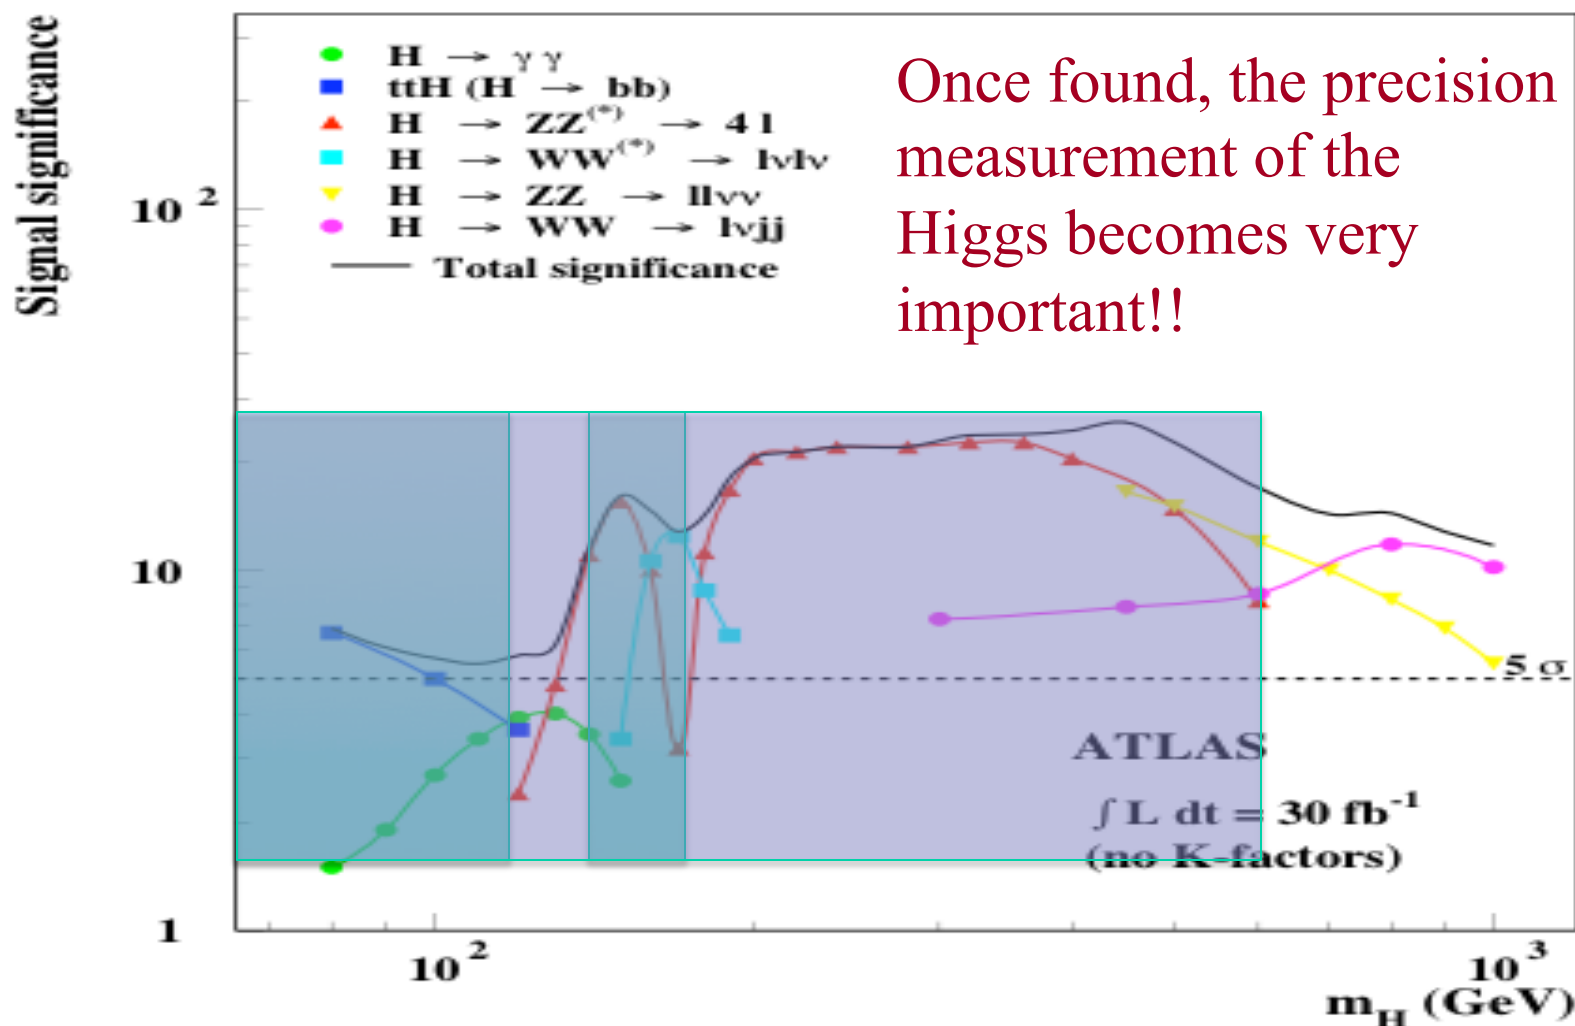 Signal significance
H → γ γ
ttH (H → bb)
H → ZZ(*) → 4 l
H → WW(*) → lνlν
H → ZZ → llνν
H → WW → lνjj
Total significance
Once found, the precision
measurement of the
Higgs becomes very
important!!
10 2
10
1
5 σ
ATLAS
∫ L dt = 30 fb-1
(no K-factors)
10 2
10 3
mH (GeV)